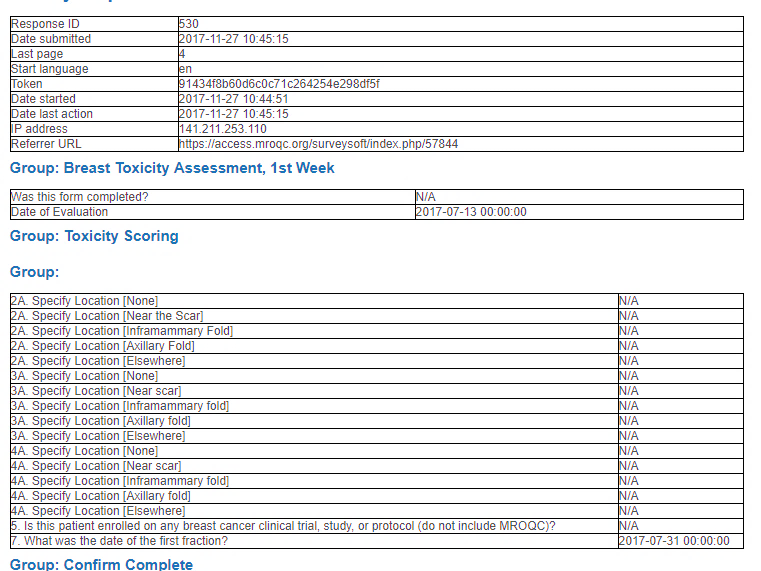 Response ID 530
Date submitted 2017-11-27 10:45:15
Last page 4
Start language en
Token 91434f8b60d6c0c71c264254e298df5f
Date started 2017-11-27 10:44:51
Date last action 2017-11-27 10:45:15
IP address 141.211.253.110
Referrer URL https://access.mroqc.org/surveysoft/index.php/57844
Group: Breast Toxicity Assessment, 1st Week
Was this form completed? N/A
Date of Evaluation 2017-07-13 00:00:00
Group: Toxicity Scoring
Group:
2A. Specify Location [None] N/A
2A. Specify Location [Near the Scar] N/A
2A. Specify Location [Inframammary Fold] N/A
2A. Specify Location [Axillary Fold] N/A
2A. Specify Location [Elsewhere] N/A
3A. Specify Location [None] N/A
3A. Specify Location [Near scar] N/A
3A. Specify Location [Inframammary fold] N/A
3A. Specify Location [Axillary fold] N/A
3A. Specify Location [Elsewhere] N/A
4A. Specify Location [None] N/A
4A. Specify Location [Near scar] N/A
4A. Specify Location [Inframammary fold] N/A
4A. Specify Location [Axillary fold] N/A
4A. Specify Location [Elsewhere] N/A
5. Is this patient enrolled on any breast cancer clinical trial, study, or protocol (do not include MROQC)? N/A
7. What was the date of the first fraction? 2017-07-31 00:00:00
Group: Confirm Complete